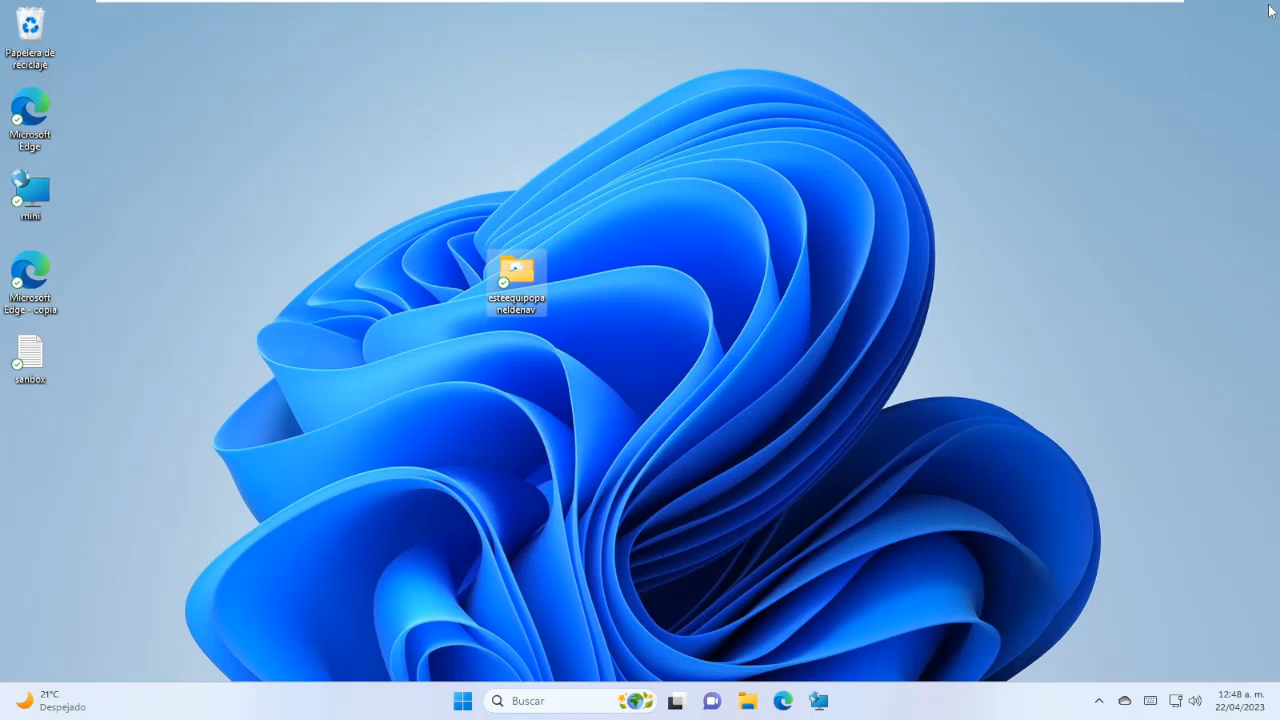 Papelera de
reciclaje
Microsoft
Edge
mini
Microsoft
Edge - copia
sanbox
esteequipopa
neldenav
21°C
Despejado
Buscar
12:48 a. m.
22/04/2023